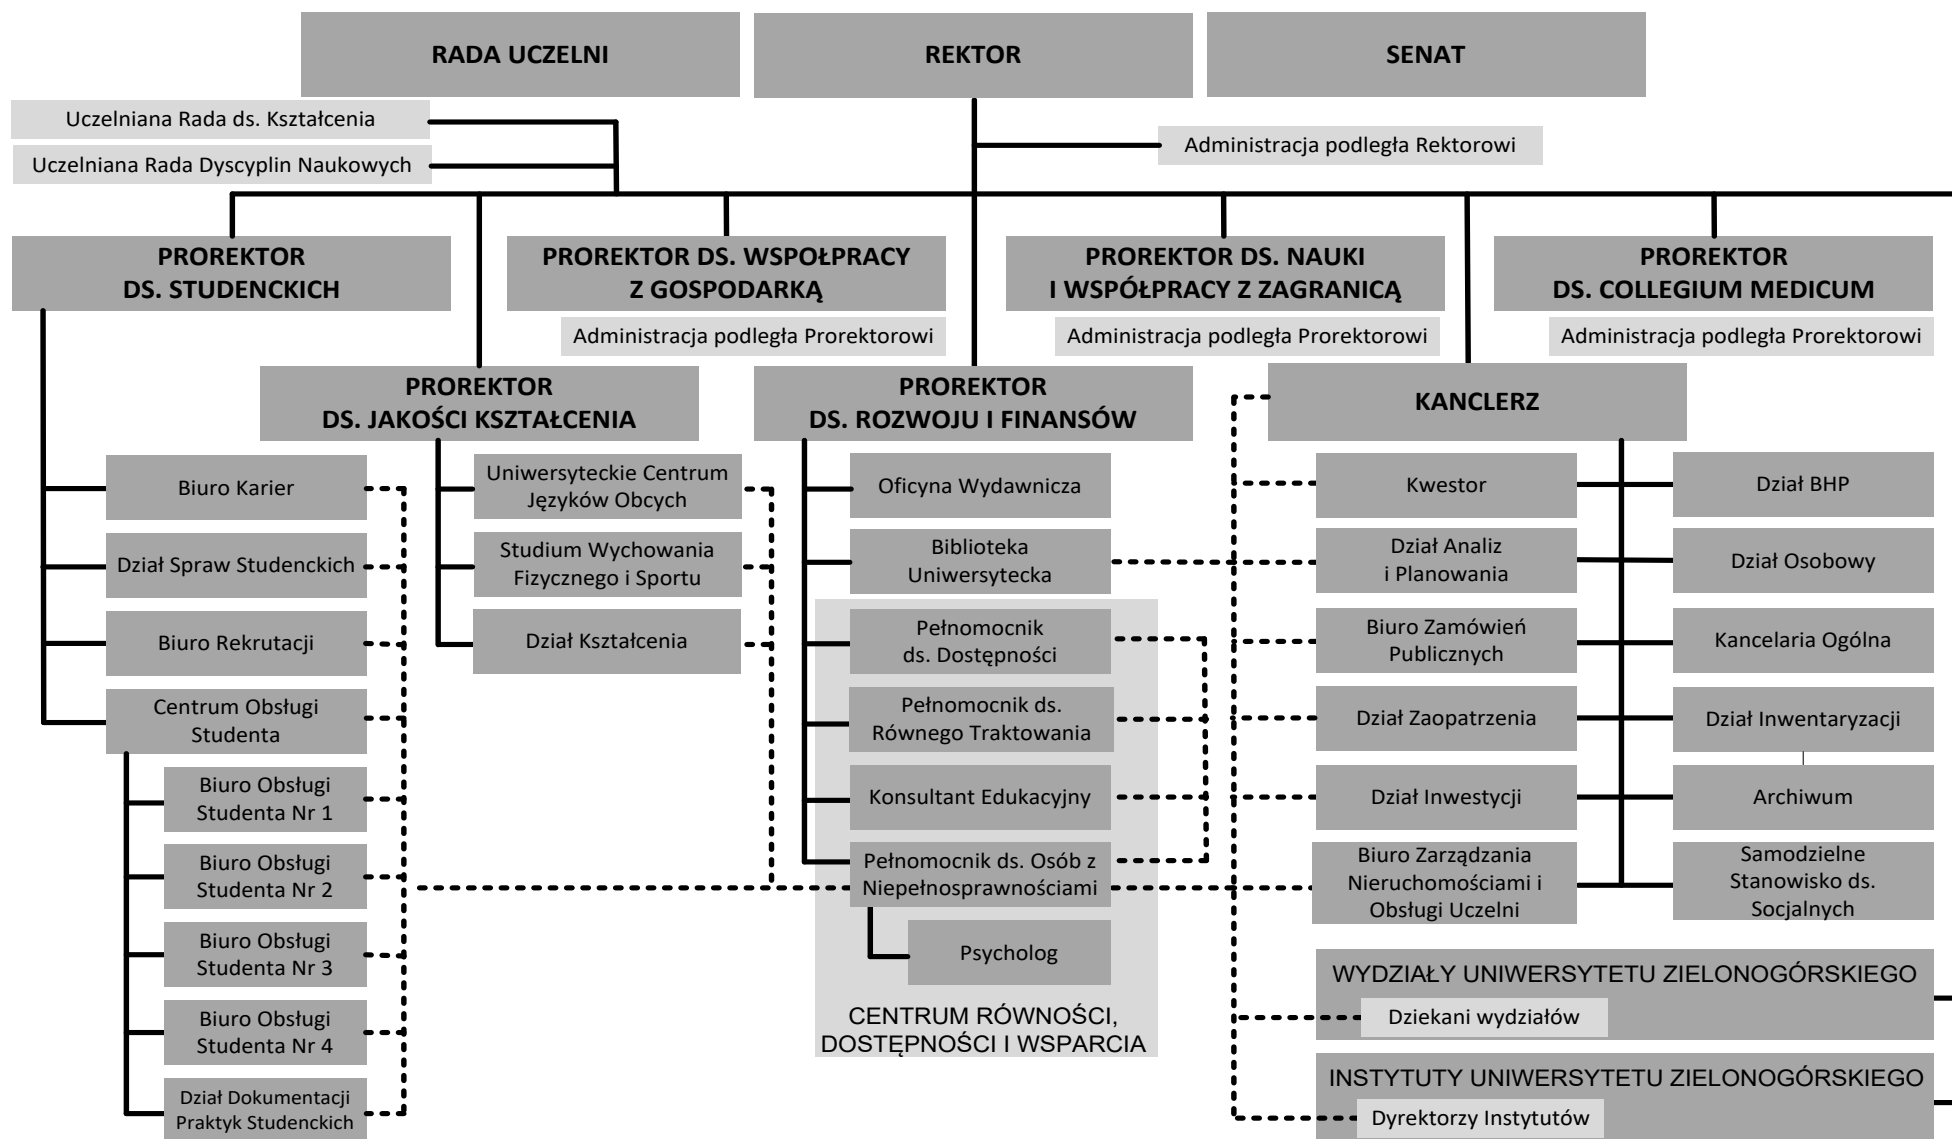 RADA UCZELNI
REKTOR
SENAT
Uczelniana Rada ds. Kształcenia
Uczelniana Rada Dyscyplin Naukowych
Administracja podległa Rektorowi
PROREKTOR
DS. STUDENCKICH
PROREKTOR DS. WSPOŁPRACY
Z GOSPODARKĄ
Administracja podległa Prorektorowi
PROREKTOR DS. NAUKI
I WSPÓŁPRACY Z ZAGRANICĄ
Administracja podległa Prorektorowi
PROREKTOR
DS. COLLEGIUM MEDICUM
Administracja podległa Prorektorowi
PROREKTOR
DS. JAKOŚCI KSZTAŁCENIA
PROREKTOR
DS. ROZWOJU I FINANSÓW
KANCLERZ
Biuro Karier
Dział Spraw Studenckich
Biuro Rekrutacji
Centrum Obsługi
Studenta
Biuro Obsługi
Studenta Nr 1
Biuro Obsługi
Studenta Nr 2
Biuro Obsługi
Studenta Nr 3
Biuro Obsługi
Studenta Nr 4
Dział Dokumentacji
Praktyk Studenckich
Uniwersyteckie Centrum
Języków Obcych
Studium Wychowania
Fizycznego i Sportu
Dział Kształcenia
Oficyna Wydawnicza
Biblioteka
Uniwersytecka
Pełnomocnik
ds. Dostępności
Pełnomocnik ds.
Równego Traktowania
Konsultant Edukacyjny
Pełnomocnik ds. Osób z
Niepełnosprawnościami
Psycholog
CENTRUM RÓWNOŚCI,
DOSTĘPNOŚCI I WSPARCIA
Kwestor
Dział Analiz
i Planowania
Biuro Zamówień
Publicznych
Dział Zaopatrzenia
Dział Inwestycji
Biuro Zarządzania
Nieruchomościami i
Obsługi Uczelni
Dział BHP
Dział Osobowy
Kancelaria Ogólna
Dział Inwentaryzacji
Archiwum
Samodzielne
Stanowisko ds.
Socjalnych
WYDZIAŁY UNIWERSYTETU ZIELONOGÓRSKIEGO
Dziekani wydziałów
INSTYTUTY UNIWERSYTETU ZIELONOGÓRSKIEGO
Dyrektorzy Instytutów